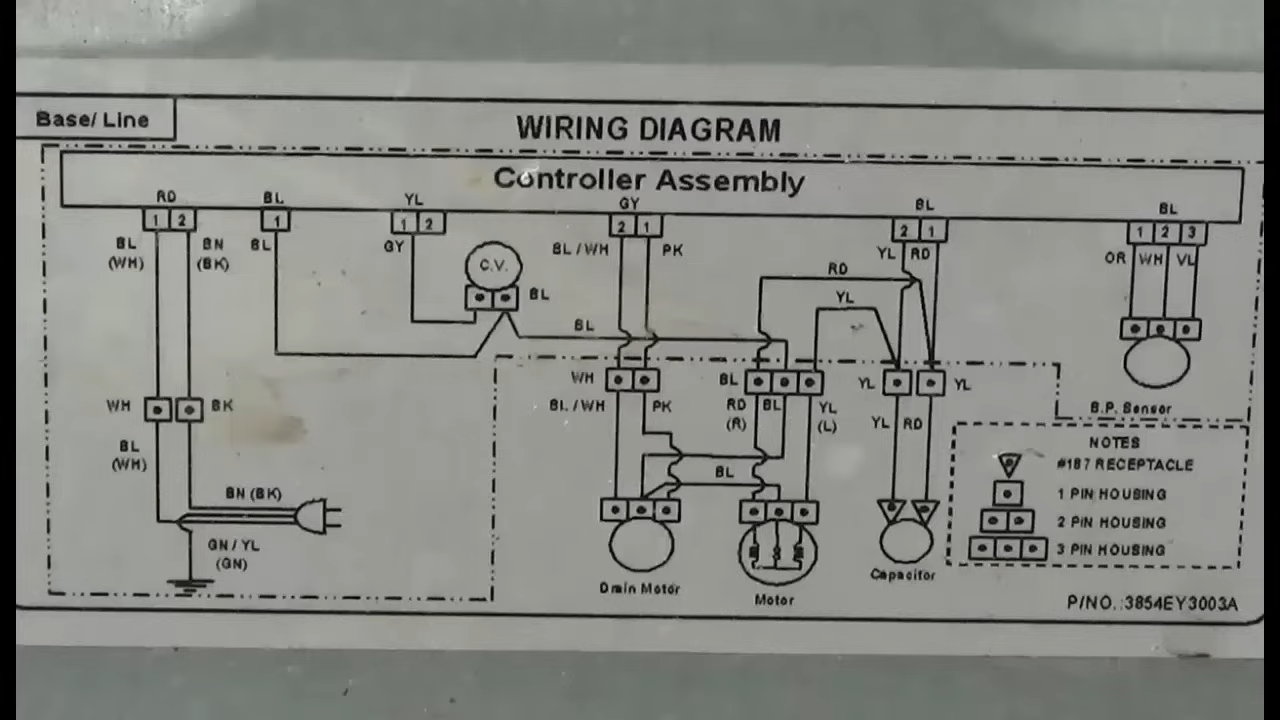 Base/ Line
WIRING DIAGRAM
Controller Assembly
RD BL YL GY BL BL
1 2 1 1 2 2 1 2 1 1 2 3
BL (WH) BN (BK) BL GY BL / WH PK YL RD OR WH VL
C.V.
BL
RD
YL
BL
WH BL YL YL
WH BK
BL / WH PK RD (R) BL YL (L) YL RD
BL (WH)
BL
BN (BK)
GN / YL (GN)
Drain Motor
Motor
Capacitor
B.P. Sensor
NOTES
#187 RECEPTACLE
1 PIN HOUSING
2 PIN HOUSING
3 PIN HOUSING
P/NO.:3854EY3003A